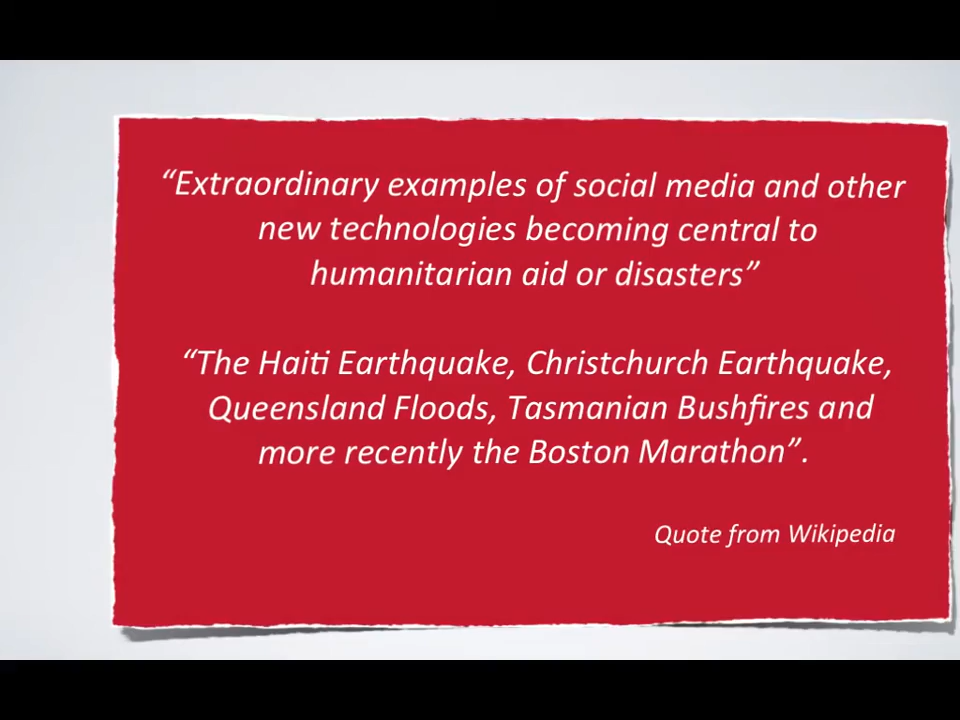 “Extraordinary examples of social media and other
new technologies becoming central to
humanitarian aid or disasters”
“The Haiti Earthquake, Christchurch Earthquake,
Queensland Floods, Tasmanian Bushfires and
more recently the Boston Marathon”.
Quote from Wikipedia